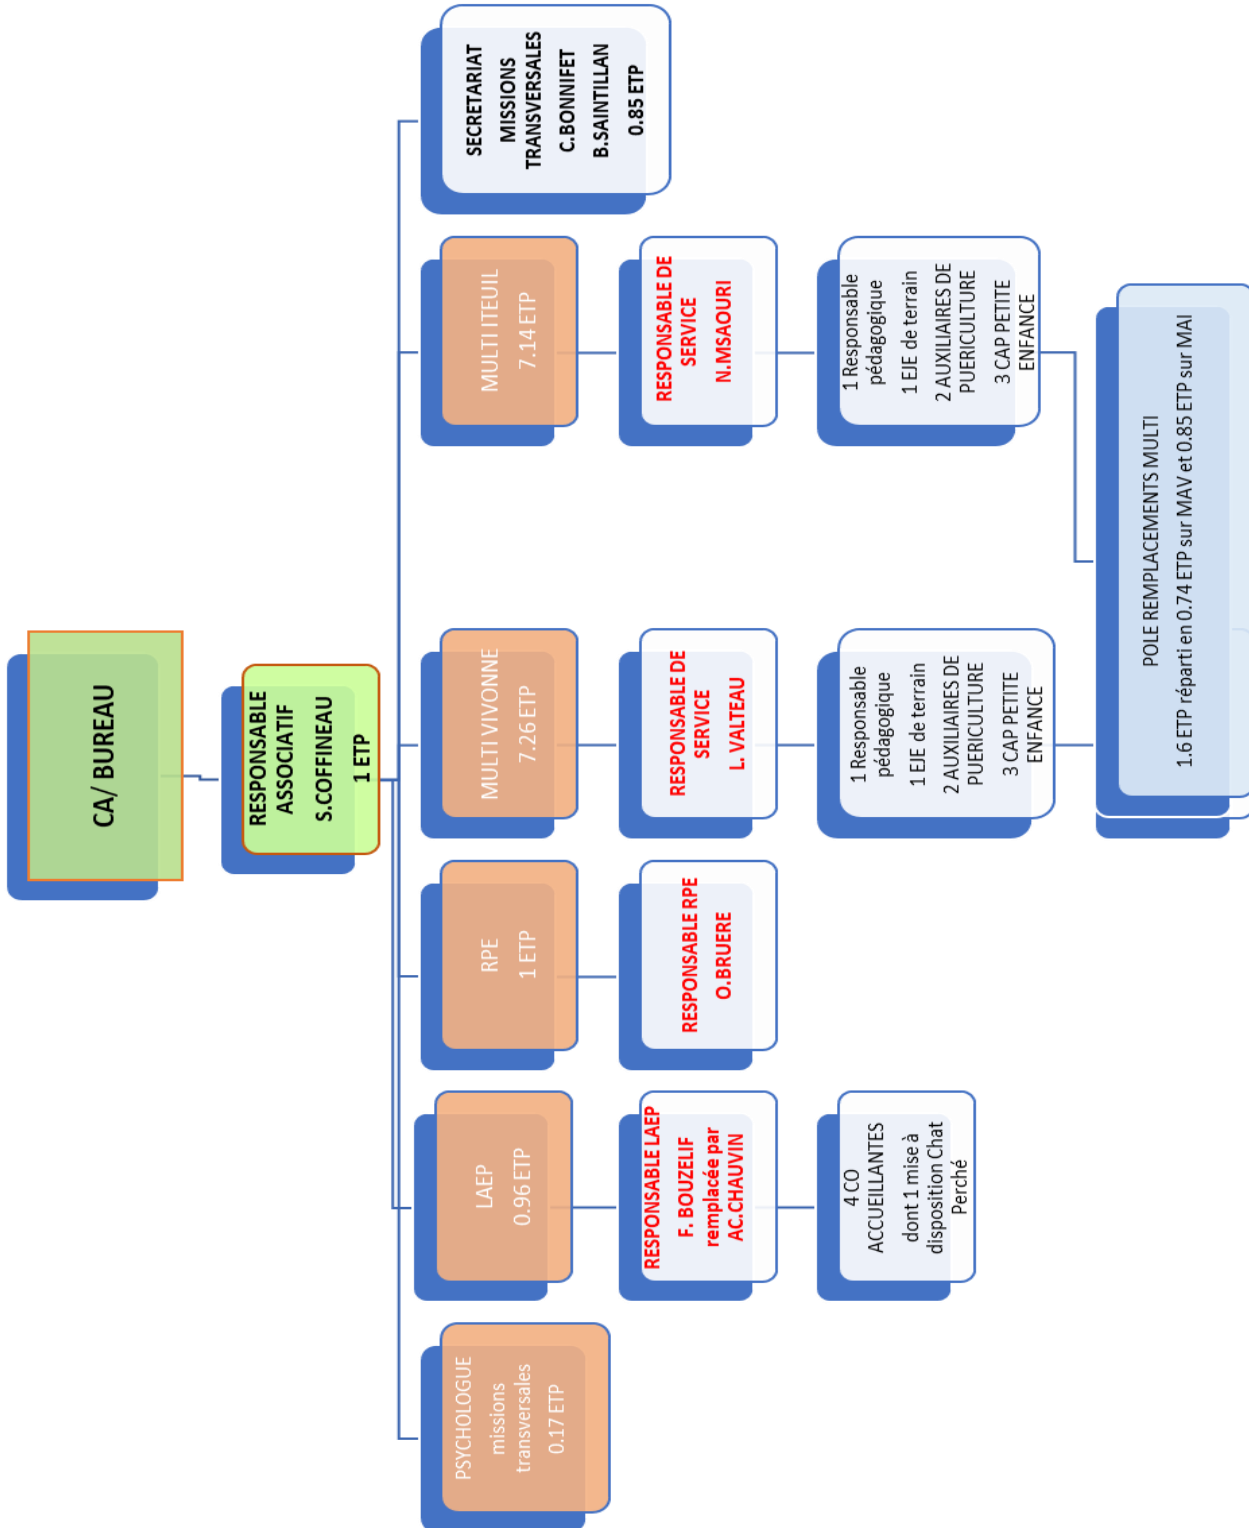 CA/ BUREAU
RESPONSABLE
ASSOCIATIF
S.COFFINEAU
1 ETP
PSYCHOLOGUE
missions
transversales
0.17 ETP
LAEP
0.96 ETP
RESPONSABLE LAEP
F. BOUZELIF
remplacée par
AC.CHAUVIN
4 CO
ACCUEILLANTES
dont 1 mise à
disposition Chat
Perché
RPE
1 ETP
RESPONSABLE RPE
O.BRUERE
MULTI VIVONNE
7.26 ETP
RESPONSABLE DE
SERVICE
L. VALTEAU
1 Responsable
pédagogique
1 EJE de terrain
2 AUXILIAIRES DE
PUERICULTURE
3 CAP PETITE
ENFANCE
MULTI ITEUIL
7.14 ETP
RESPONSABLE DE
SERVICE
N.MSAOURI
1 Responsable
pédagogique
1 EJE de terrain
2 AUXILIAIRES DE
PUERICULTURE
3 CAP PETITE
ENFANCE
SECRETARIAT
MISSIONS
TRANSVERSALES
C.BONNIFET
B.SAINTILLAN
0.85 ETP
POLE REMPLACEMENTS MULTI
1.6 ETP réparti en 0.74 ETP sur MAV et 0.85 ETP sur MAI